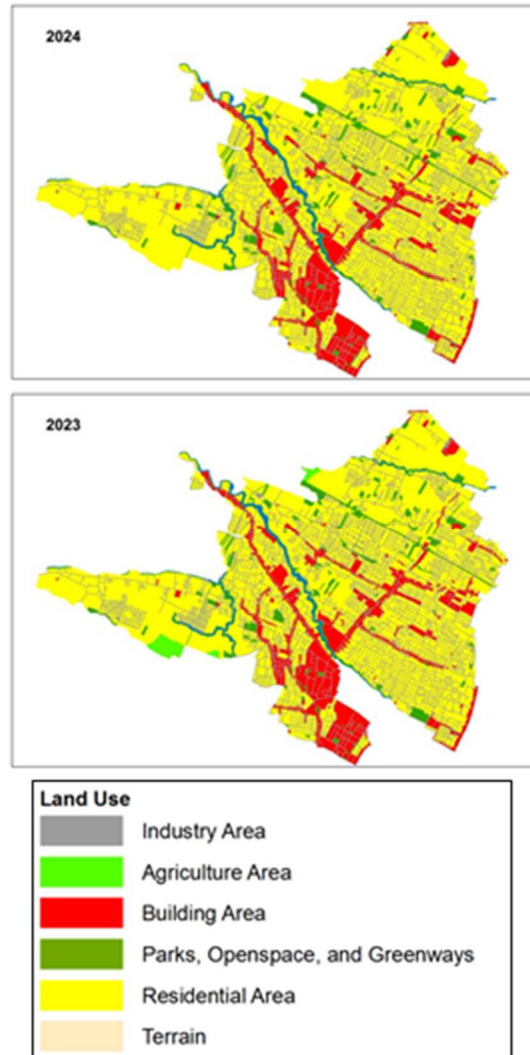 2024
2023
Land Use
Industry Area
Agriculture Area
Building Area
Parks, Openspace, and Greenways
Residential Area
Terrain